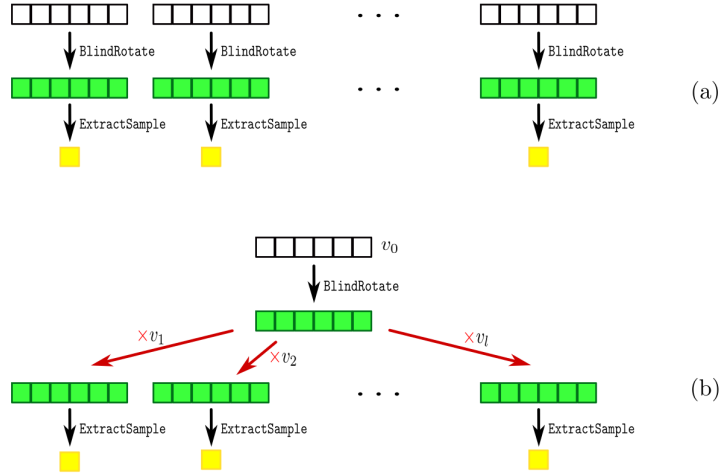 . . .
BlindRotate BlindRotate BlindRotate
. . .
(a)
ExtractSample ExtractSample ExtractSample
v₀
BlindRotate
×v₁ ×v₂ ×vₗ
. . .
(b)
ExtractSample ExtractSample ExtractSample